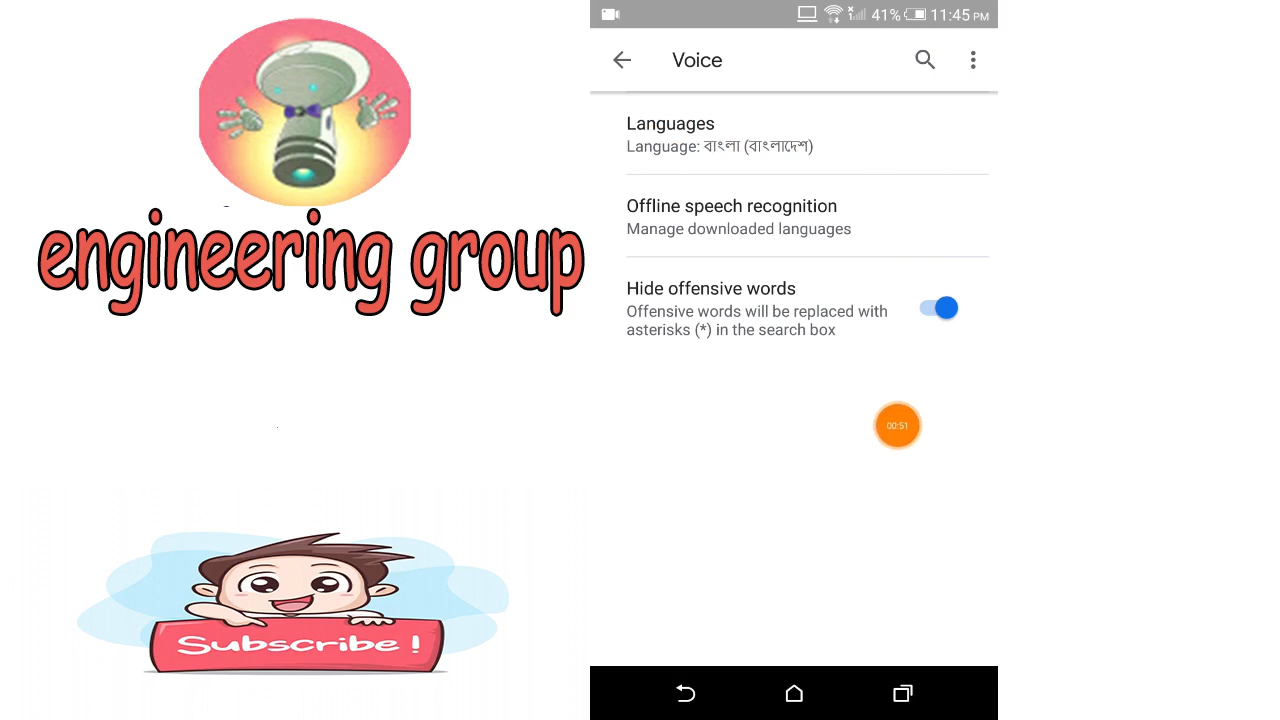 engineering group
Subscribe !
41% 11:45 PM
Voice
Languages
Language: বাংলা (বাংলাদেশ)
Offline speech recognition
Manage downloaded languages
Hide offensive words
Offensive words will be replaced with
asterisks (*) in the search box
00:51